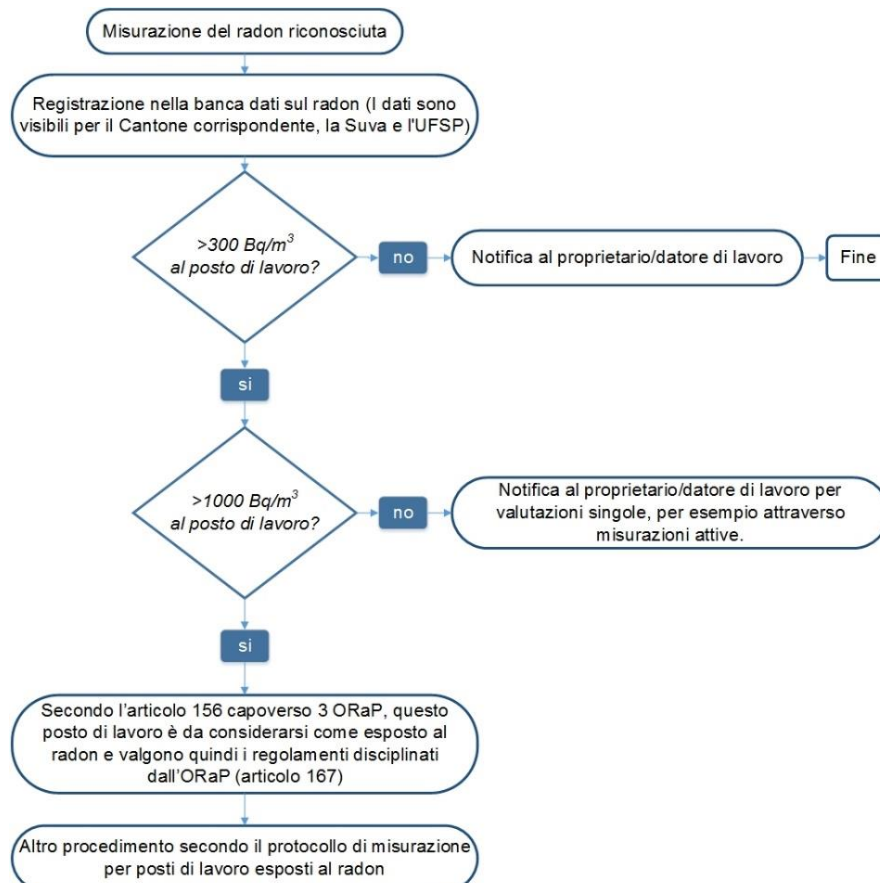 Misurazione del radon riconosciuta
Registrazione nella banca dati sul radon (I dati sono
visibili per il Cantone corrispondente, la Suva e l'UFSP)
>300 Bq/m³
al posto di lavoro?
no
Notifica al proprietario/datore di lavoro
Fine
si
>1000 Bq/m³
al posto di lavoro?
no
Notifica al proprietario/datore di lavoro per
valutazioni singole, per esempio attraverso
misurazioni attive.
si
Secondo l'articolo 156 capoverso 3 ORaP, questo
posto di lavoro è da considerarsi come esposto al
radon e valgono quindi i regolamenti disciplinati
dall'ORaP (articolo 167)
Altro procedimento secondo il protocollo di misurazione
per posti di lavoro esposti al radon